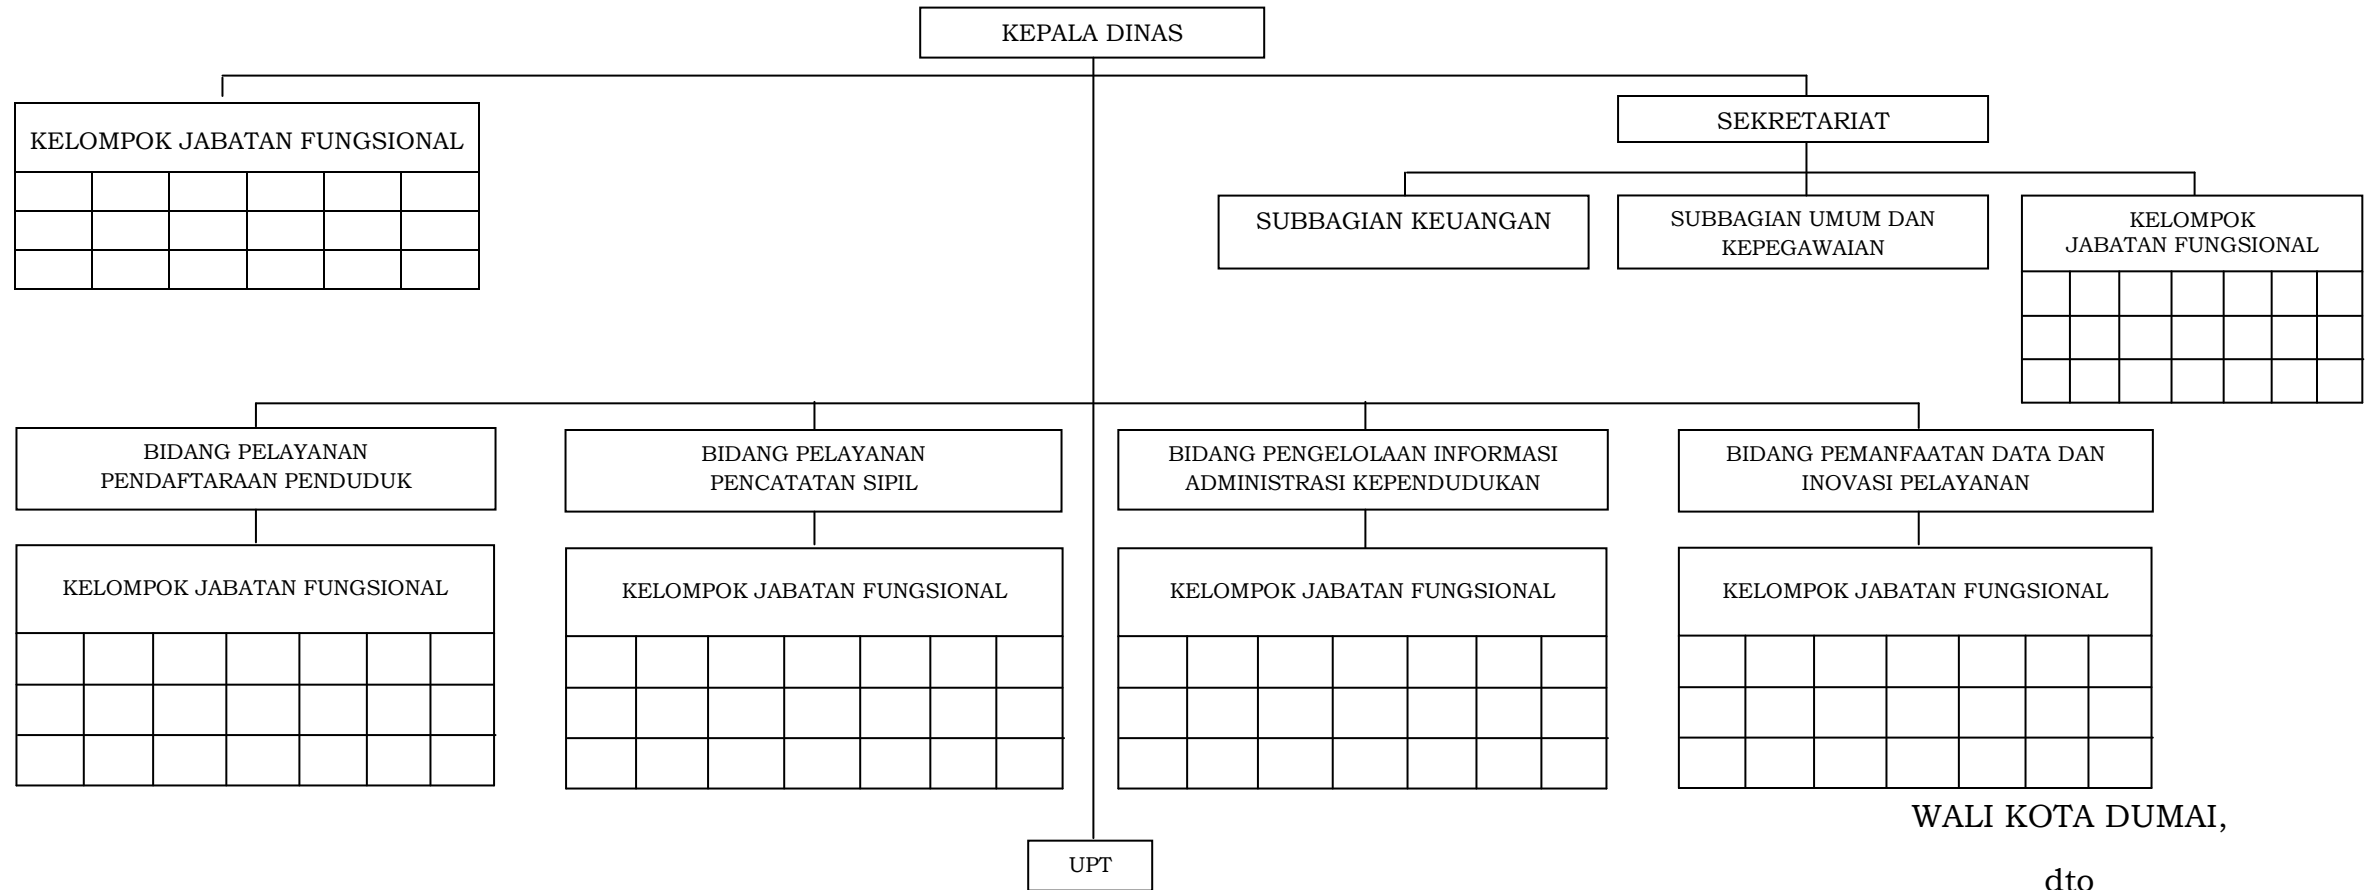 KEPALA DINAS
KELOMPOK JABATAN FUNGSIONAL
SEKRETARIAT
SUBBAGIAN KEUANGAN
SUBBAGIAN UMUM DAN
KEPEGAWAIAN
KELOMPOK
JABATAN FUNGSIONAL
BIDANG PELAYANAN
PENDAFTARAAN PENDUDUK
BIDANG PELAYANAN
PENCATATAN SIPIL
BIDANG PENGELOLAAN INFORMASI
ADMINISTRASI KEPENDUDUKAN
BIDANG PEMANFAATAN DATA DAN
INOVASI PELAYANAN
KELOMPOK JABATAN FUNGSIONAL
KELOMPOK JABATAN FUNGSIONAL
KELOMPOK JABATAN FUNGSIONAL
KELOMPOK JABATAN FUNGSIONAL
UPT
WALI KOTA DUMAI,
dto